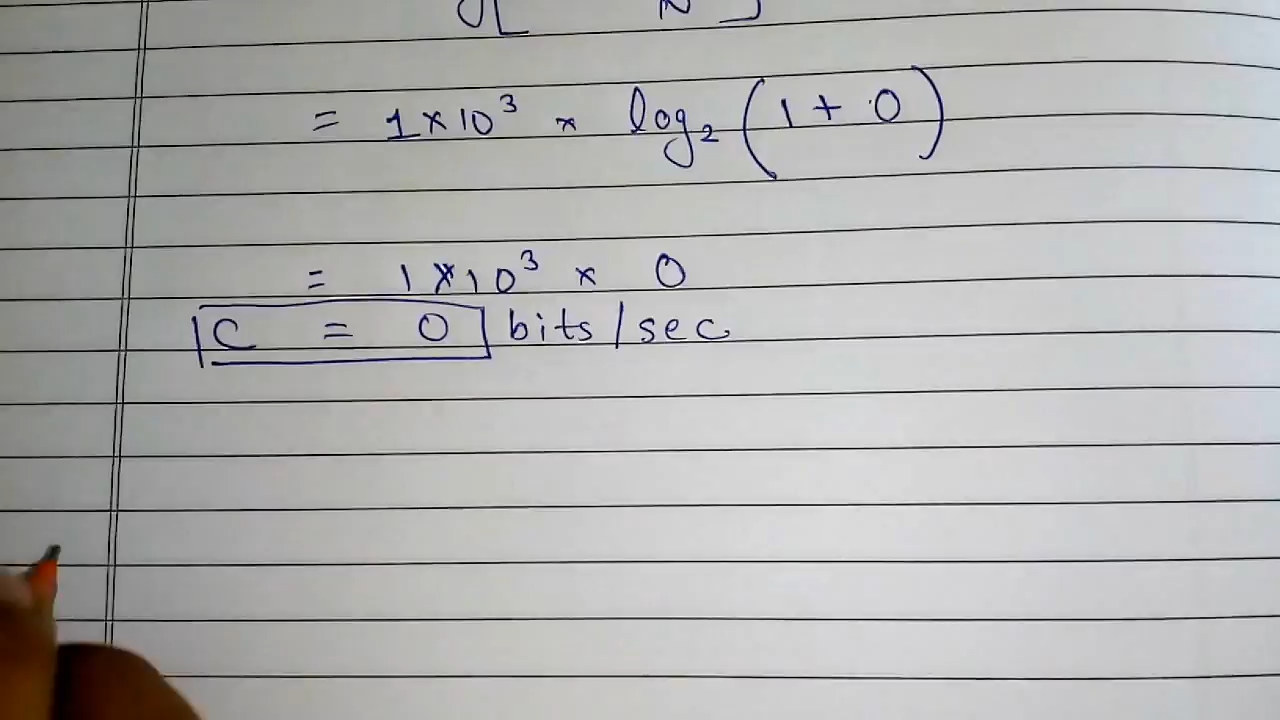 N ]
= 1 × 10³ × log₂ (1 + 0)
= 1 × 10³ × 0
C = 0 bits/sec